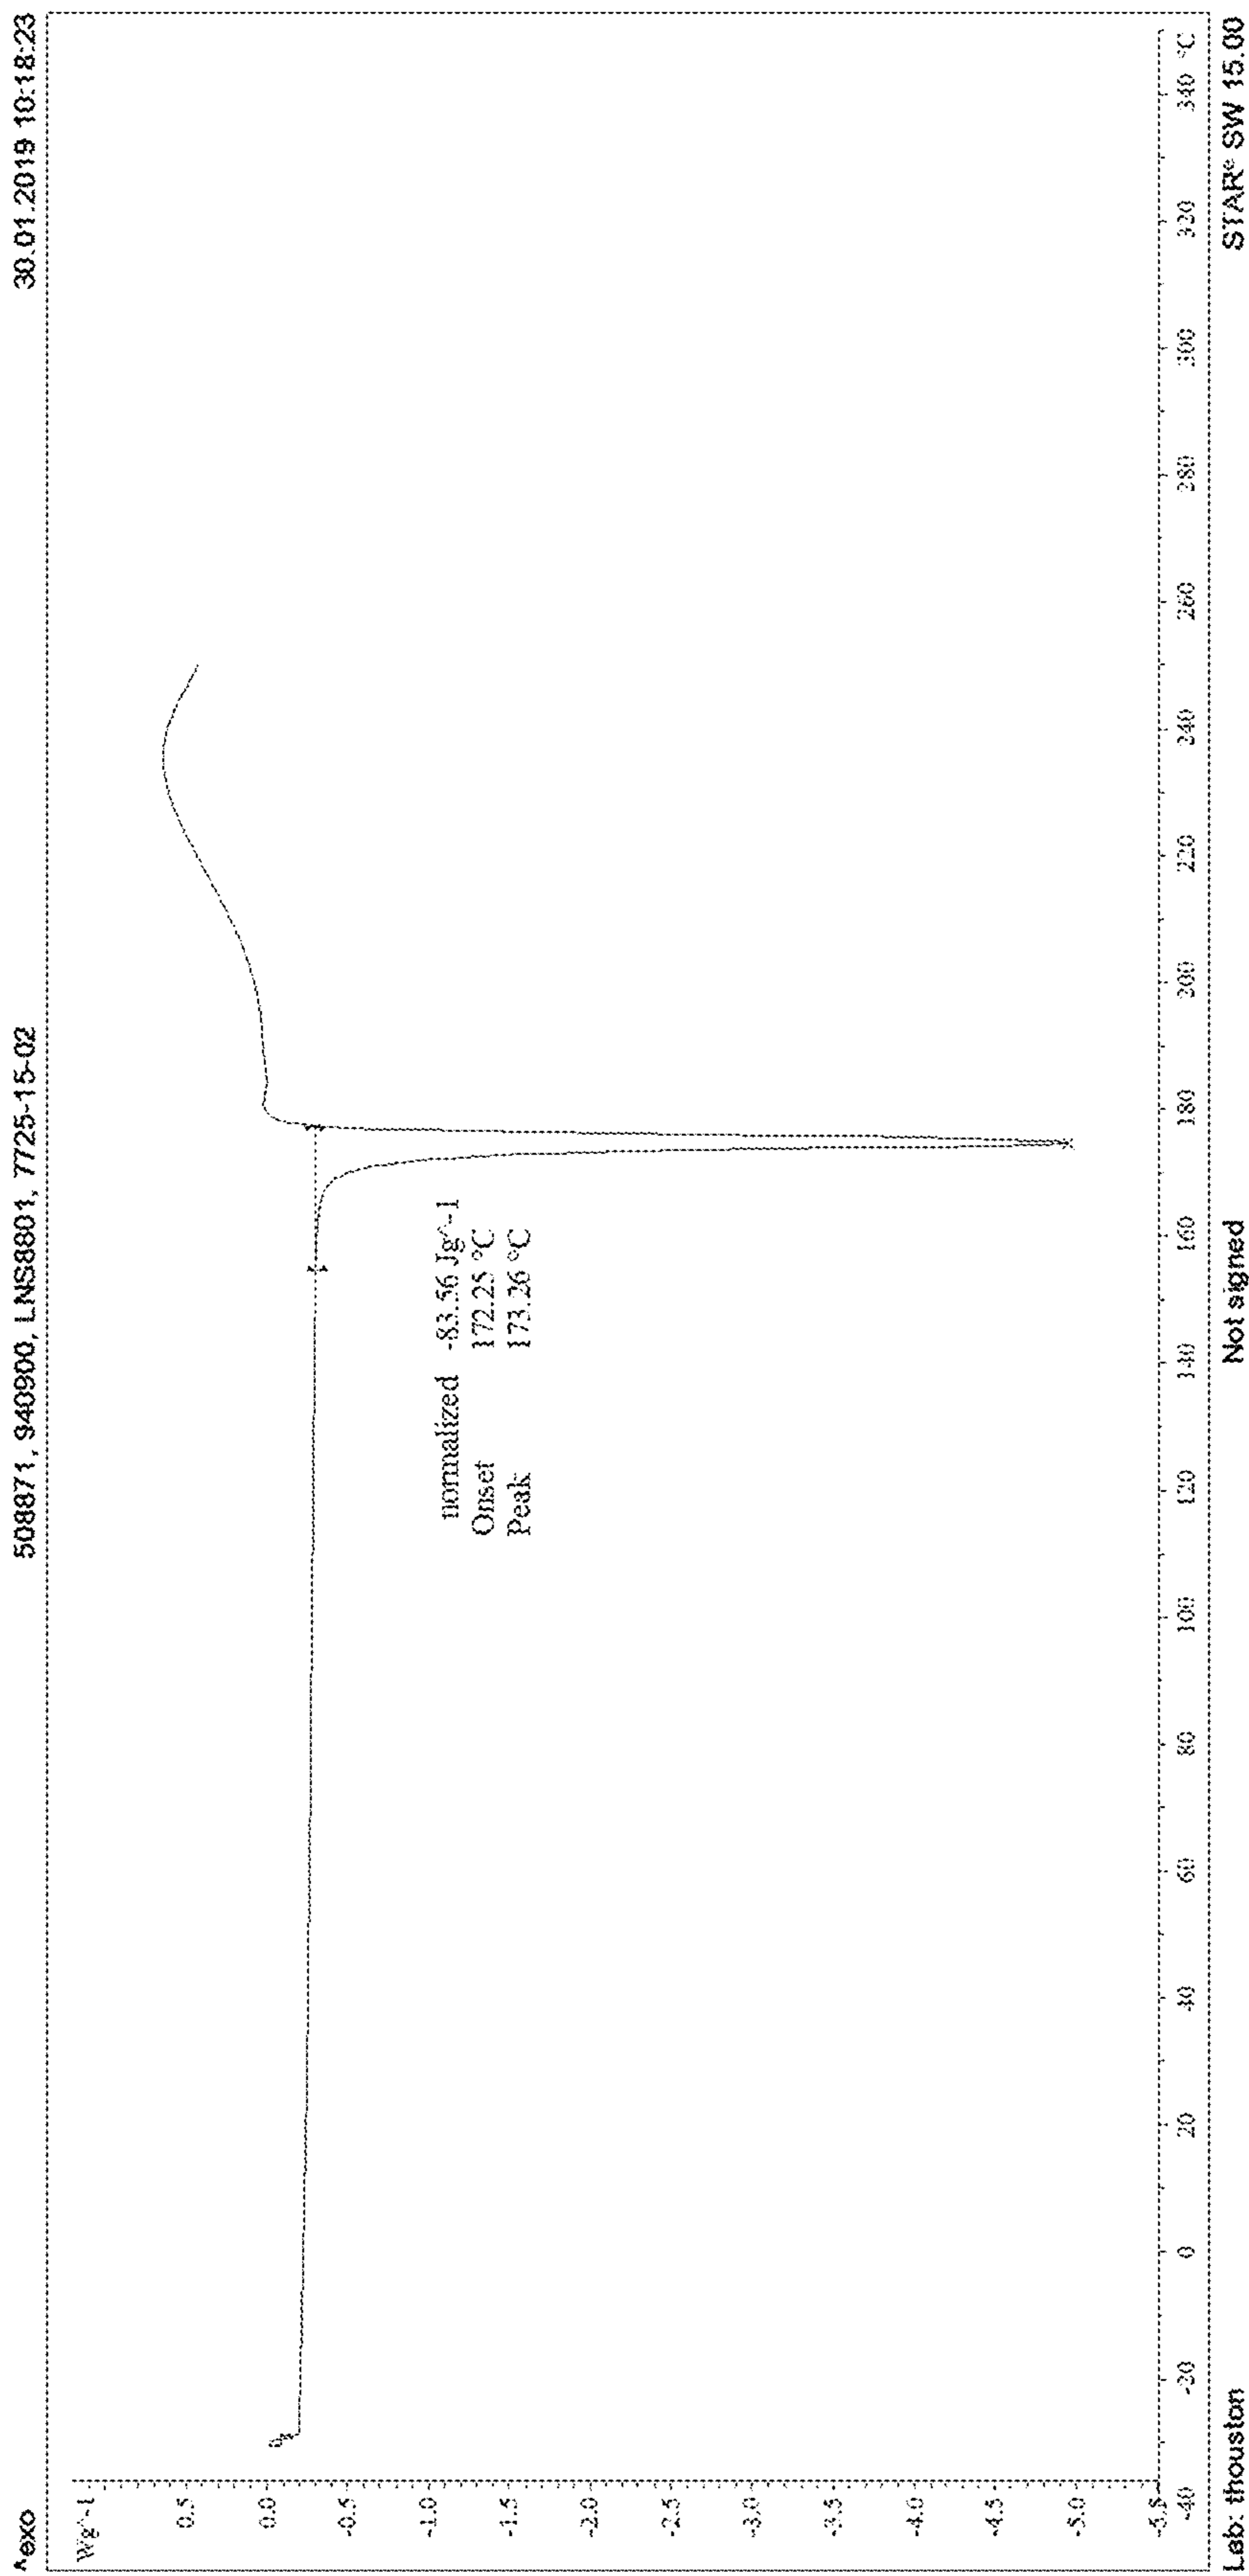 ^exo
508871, 940900, LNS8801, 7725-15-02
30.01.2019 10:18:23
Wg^-1
0.5
0.0
-0.5
-1.0
-1.5
-2.0
-2.5
-3.0
-3.5
-4.0
-4.5
-5.0
-5.5
normalized -83.56 Jg^-1
Onset 172.25 °C
Peak 173.26 °C
-40 -20 0 20 40 60 80 100 120 140 160 180 200 220 240 260 280 300 320 340 °C
Lab: thouston
Not signed
STARᵉ SW 15.00